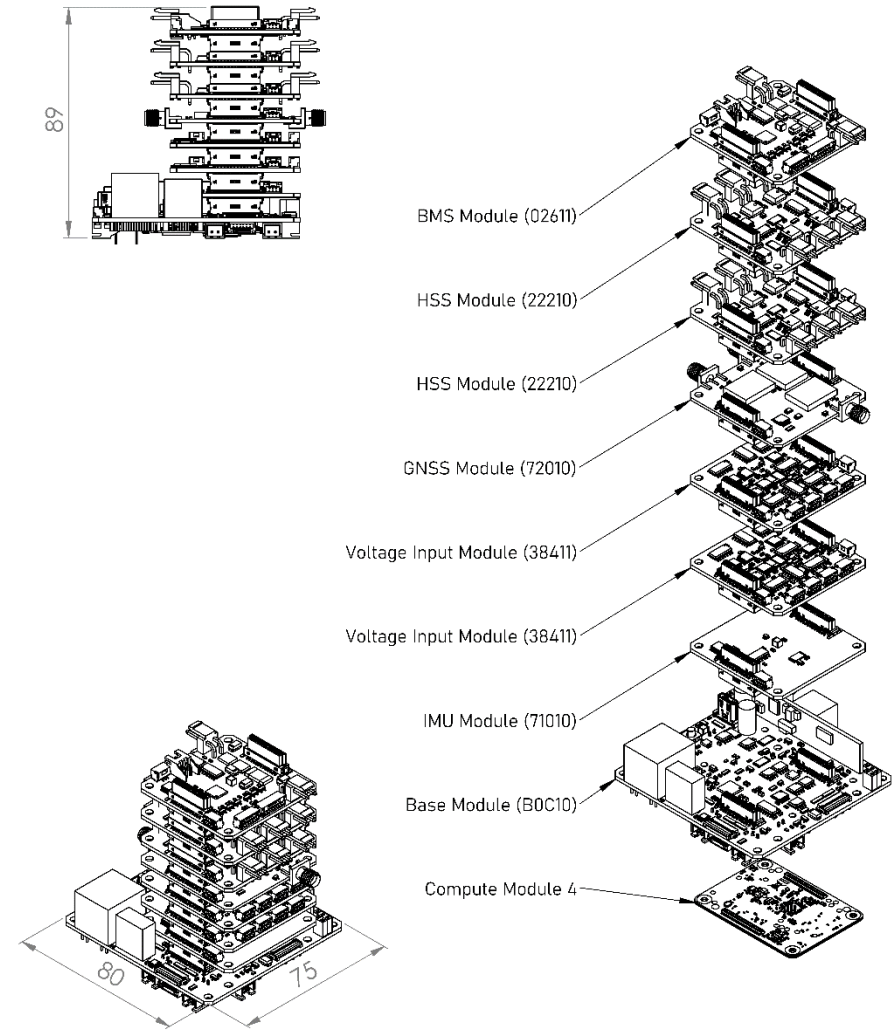 89
BMS Module (02611)
HSS Module (22210)
HSS Module (22210)
GNSS Module (72010)
Voltage Input Module (38411)
Voltage Input Module (38411)
IMU Module (71010)
Base Module (B0C10)
Compute Module 4
80
75